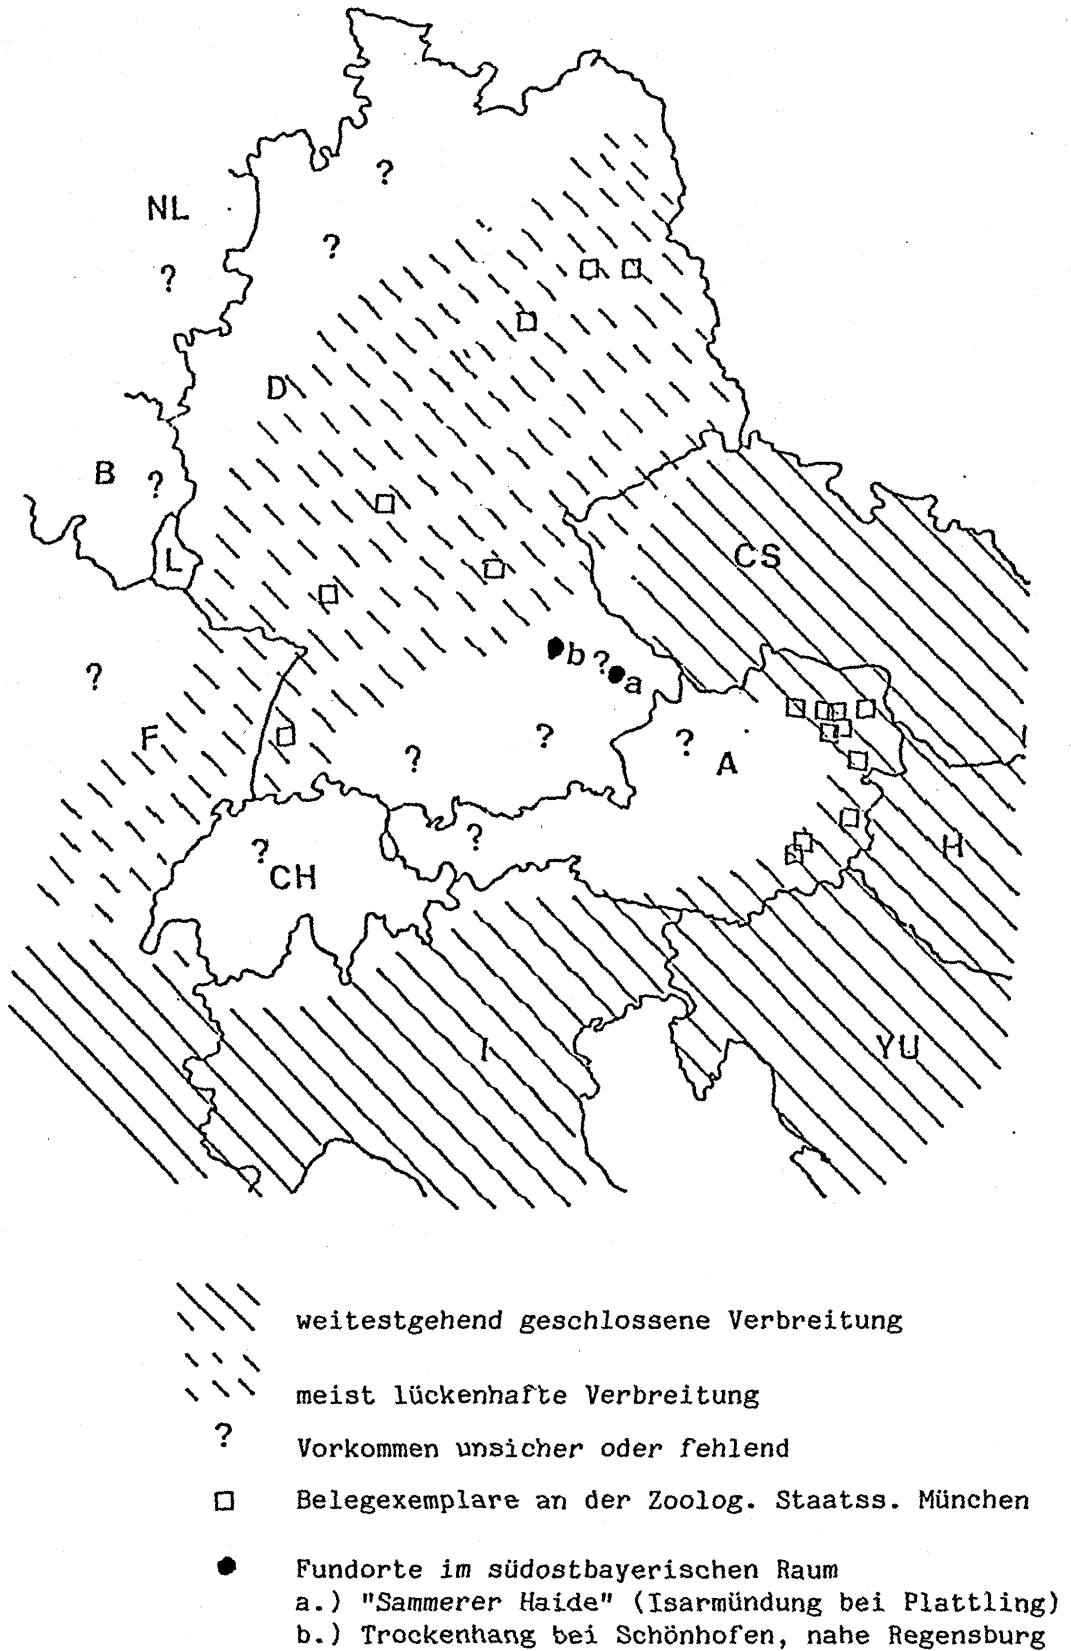 ?
NL
?
?
D
B
?
CS
L
b ?
a
?
F
?
?
?
A
?
?
CH
H
I
YU
weitestgehend geschlossene Verbreitung
meist lückenhafte Verbreitung
? Vorkommen unsicher oder fehlend
Belegexemplare an der Zoolog. Staatss. München
Fundorte im südostbayerischen Raum
a.) "Sammerer Haide" (Isarmündung bei Plattling)
b.) Trockenhang bei Schönhofen, nahe Regensburg